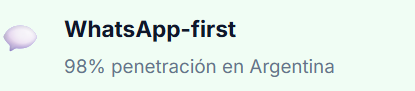 WhatsApp-first
98% penetración en Argentina